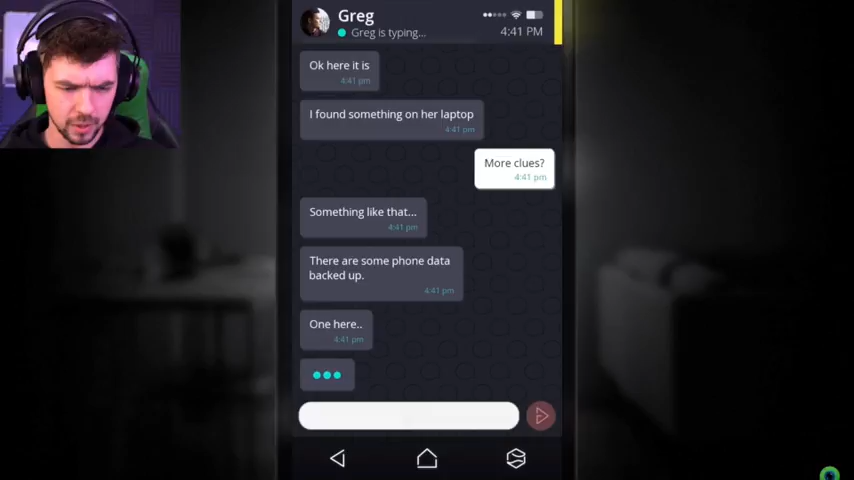 Greg
Greg is typing...
4:41 PM
Ok here it is
4:41 pm
I found something on her laptop
4:41 pm
More clues?
4:41 pm
Something like that...
4:41 pm
There are some phone data
backed up.
4:41 pm
One here..
4:41 pm